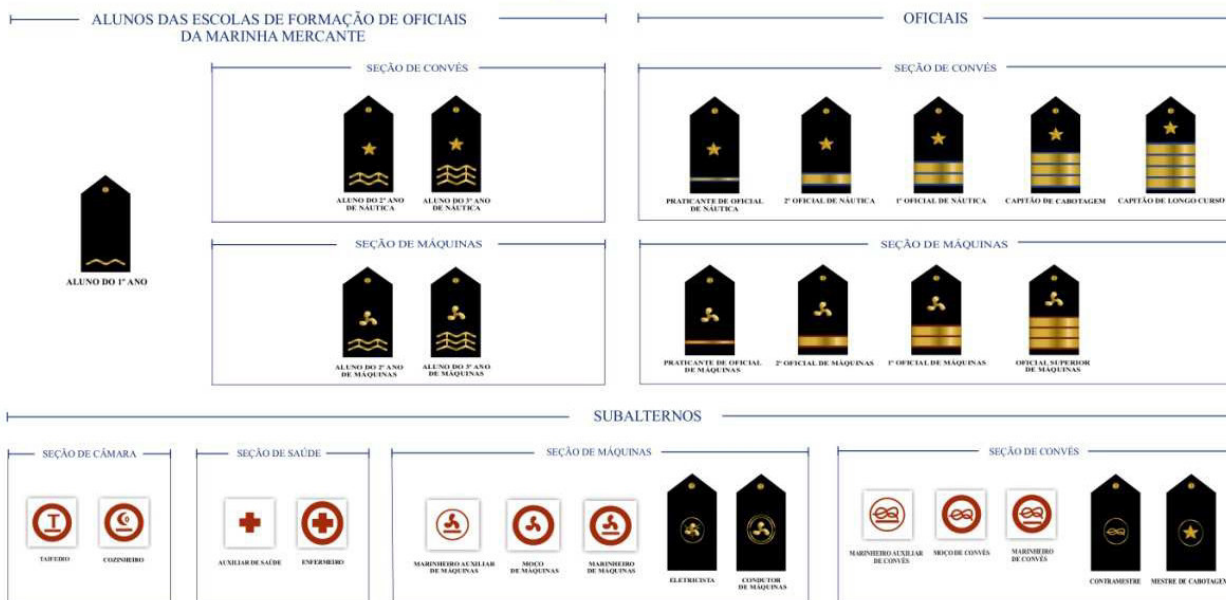 ALUNOS DAS ESCOLAS DE FORMAÇÃO DE OFICIAIS
DA MARINHA MERCANTE
ALUNO DO 1º ANO
SEÇÃO DE CONVÉS
ALUNO DO 2º ANO
DE NÁUTICA
ALUNO DO 3º ANO
DE NÁUTICA
SEÇÃO DE MÁQUINAS
ALUNO DO 2º ANO
DE MÁQUINAS
ALUNO DO 3º ANO
DE MÁQUINAS
OFICIAIS
SEÇÃO DE CONVÉS
PRATICANTE DE OFICIAL
DE NÁUTICA
2º OFICIAL DE NÁUTICA
1º OFICIAL DE NÁUTICA
CAPITÃO DE CABOTAGEM
CAPITÃO DE LONGO CURSO
SEÇÃO DE MÁQUINAS
PRATICANTE DE OFICIAL
DE MÁQUINAS
2º OFICIAL DE MÁQUINAS
1º OFICIAL DE MÁQUINAS
OFICIAL SUPERIOR
DE MÁQUINAS
SUBALTERNOS
SEÇÃO DE CÂMARA
T
TAIFEIRO
COZINHEIRO
SEÇÃO DE SAÚDE
AUXILIAR DE SAÚDE
ENFERMEIRO
SEÇÃO DE MÁQUINAS
MARINHEIRO AUXILIAR
DE MÁQUINAS
MOÇO
DE MÁQUINAS
MARINHEIRO
DE MÁQUINAS
ELETRICISTA
CONDUTOR
DE MÁQUINAS
SEÇÃO DE CONVÉS
MARINHEIRO AUXILIAR
DE CONVÉS
MOÇO DE CONVÉS
MARINHEIRO
DE CONVÉS
CONTRAMESTRE
MESTRE DE CABOTAGEM